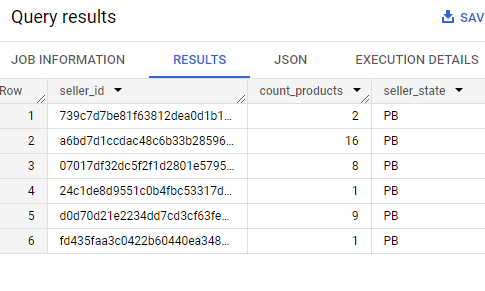 Query results
SAV
JOB INFORMATION RESULTS JSON EXECUTION DETAILS
Row seller_id count_products seller_state
1 739c7d7be81f63812dea0d1b1... 2 PB
2 a6bd7d1ccdac48c6b33b28596... 16 PB
3 07017df32dc5f2f1d2801e5795... 8 PB
4 24c1de8d9551c0b4fbc53317d... 1 PB
5 d0d70d21e2234dd7cd3cf63fe... 9 PB
6 fd435faa3c0422b60440ea348... 1 PB